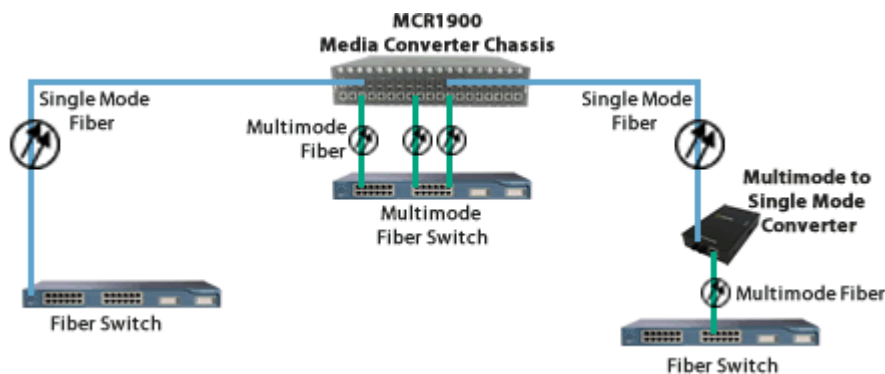 MCR1900
Media Converter Chassis
Single Mode
Fiber
Multimode
Fiber
Single Mode
Fiber
Multimode
Fiber Switch
Multimode to
Single Mode
Converter
Multimode Fiber
Fiber Switch
Fiber Switch